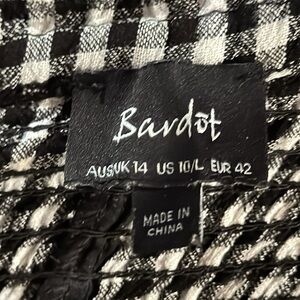 Bardot
AUS/UK 14 US 10/L EUR 42
MADE IN
CHINA